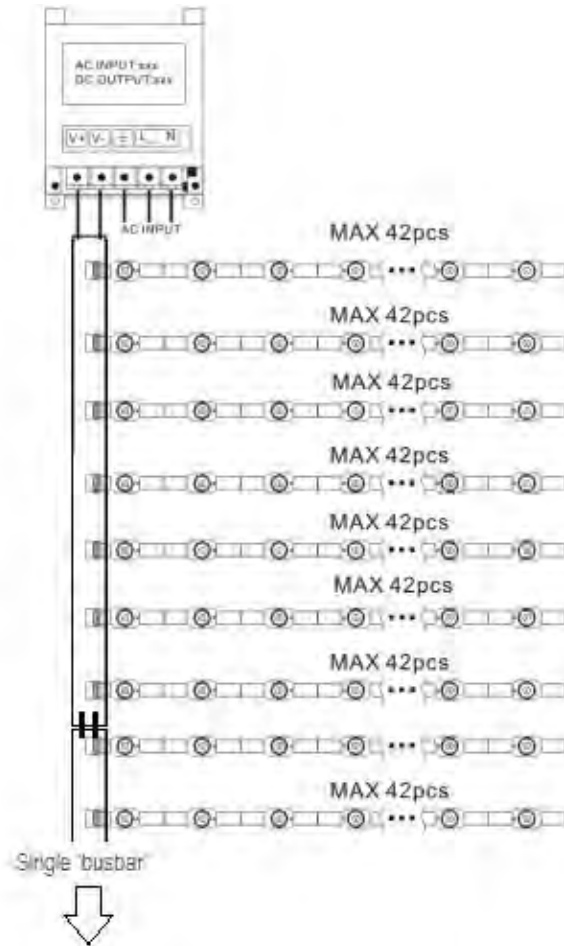 AC INPUT:xxx
DC OUTPUT:xxx
V+ V- L N
AC INPUT
MAX 42pcs
MAX 42pcs
MAX 42pcs
MAX 42pcs
MAX 42pcs
MAX 42pcs
MAX 42pcs
MAX 42pcs
Single 'busbar'